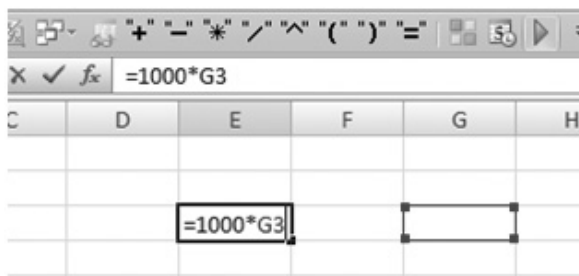 "+" "−" "*" "/" "^" "(" ")" "="
fx =1000*G3
D E F G H
=1000*G3